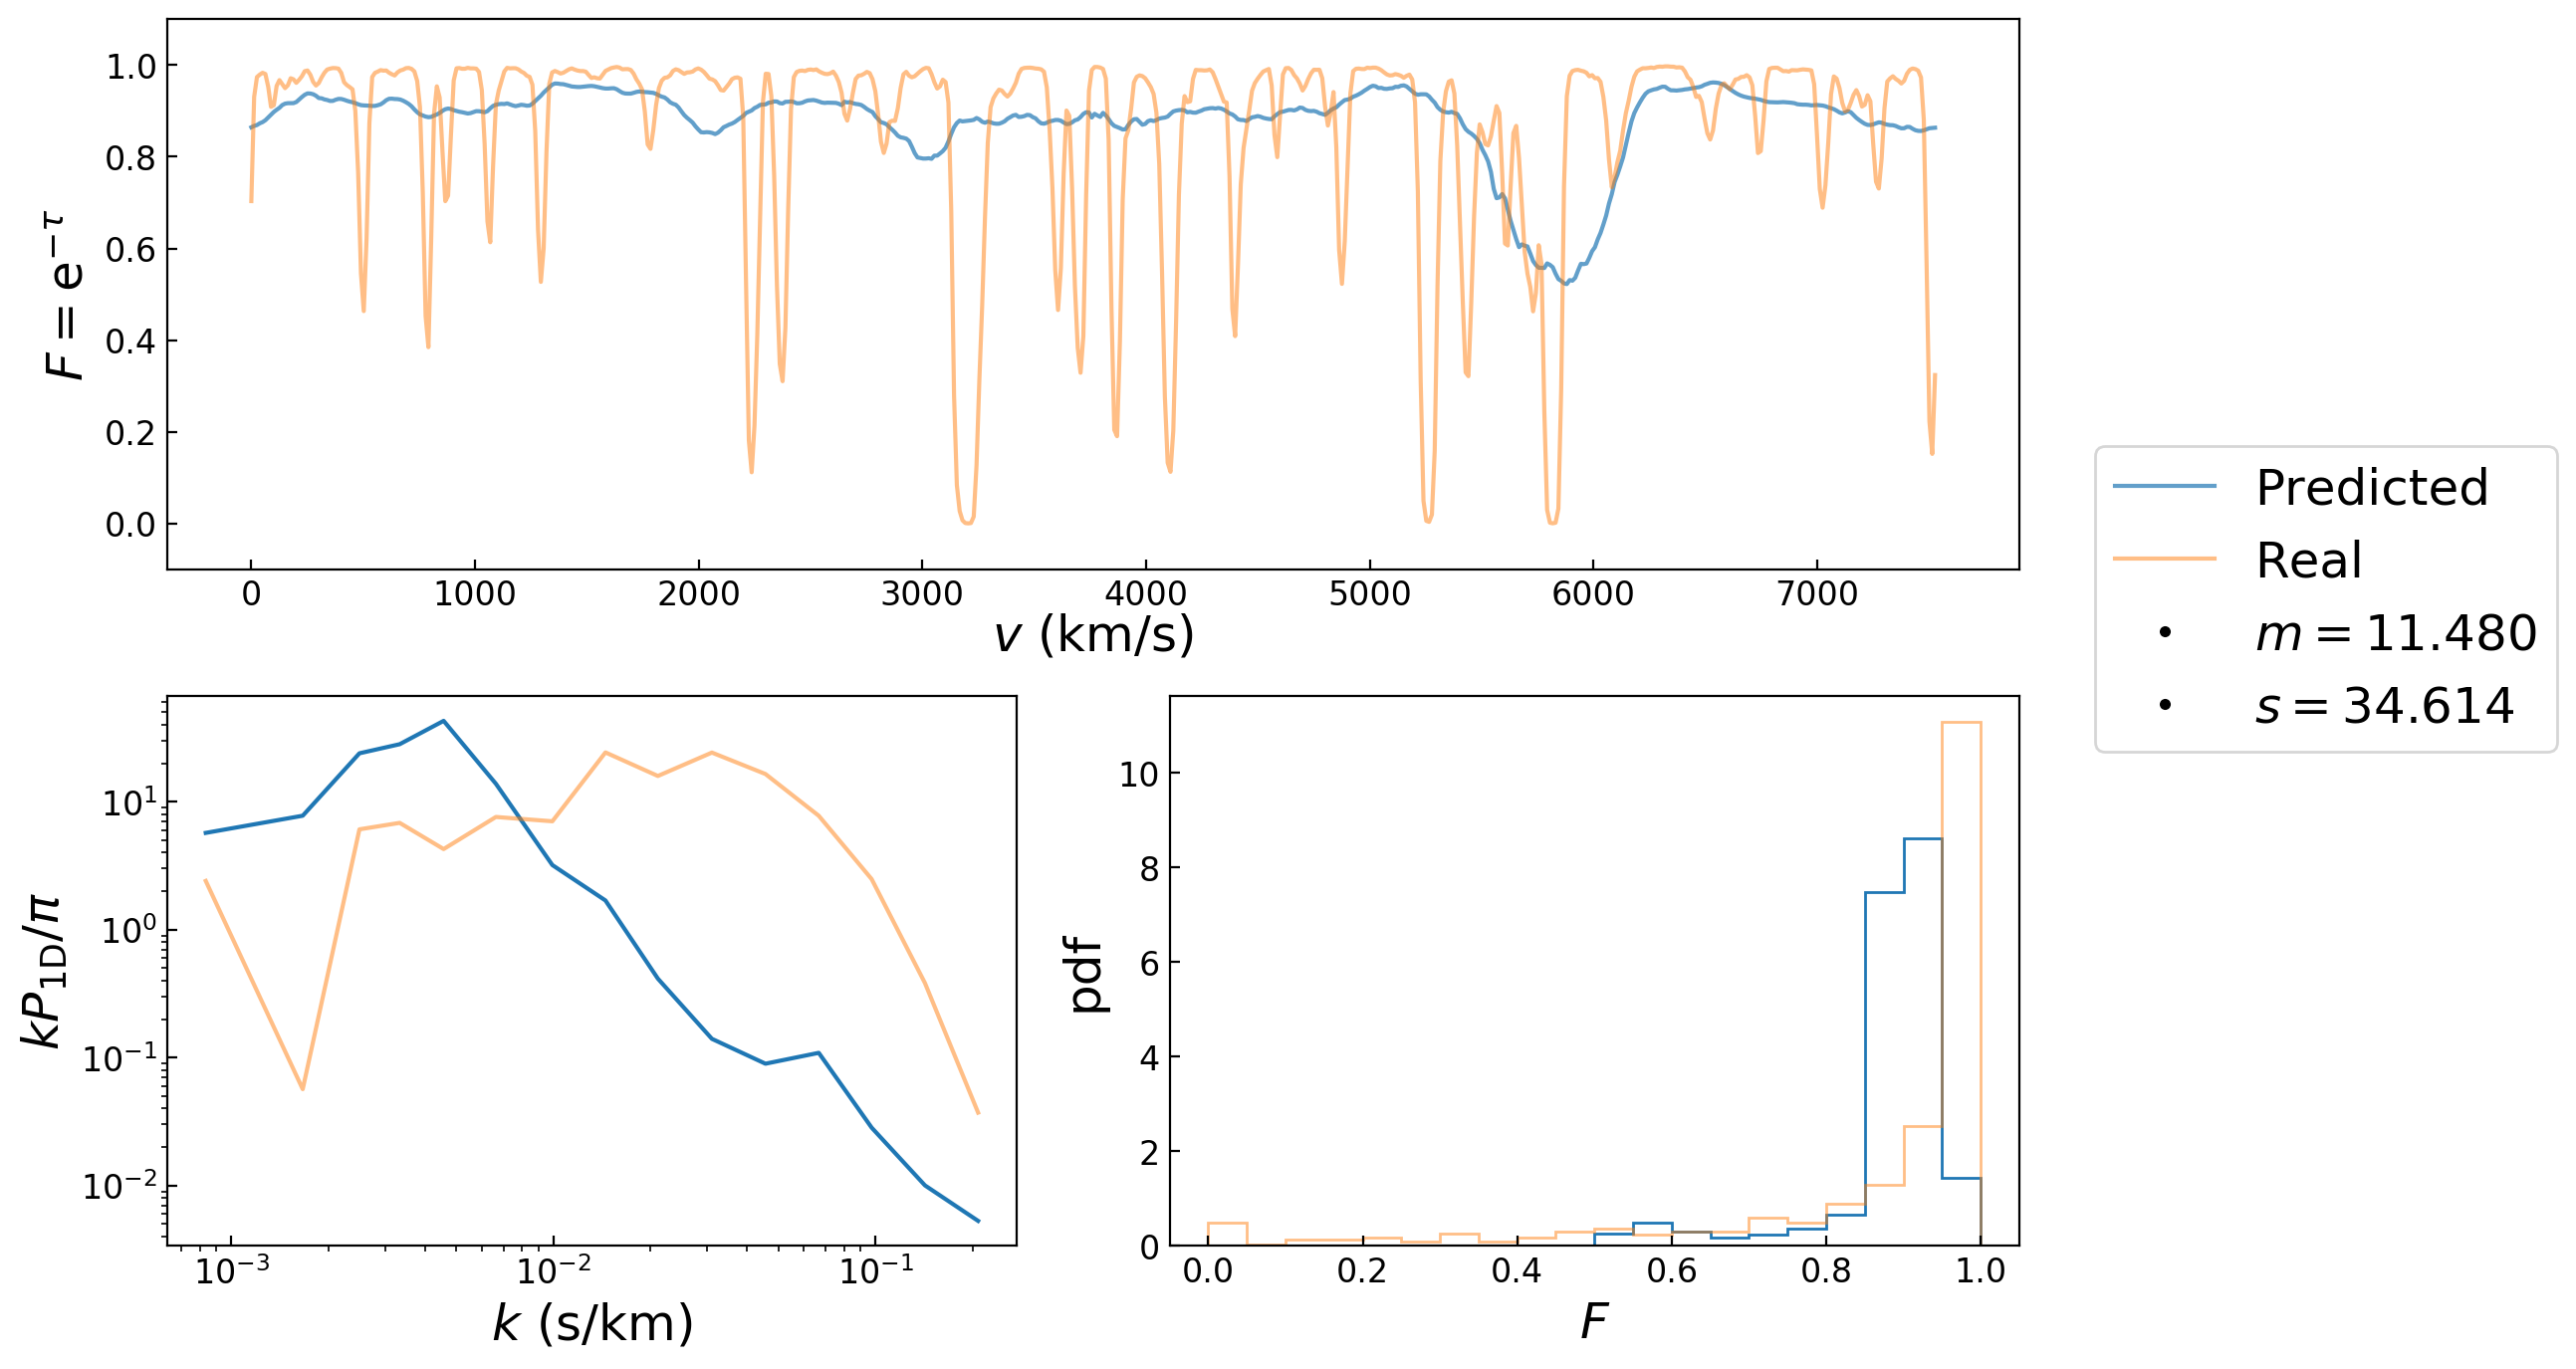 1.0
0.8
0.6
0.4
0.2
0.0
F = e^{−τ}
0 1000 2000 3000 4000 5000 6000 7000
v (km/s)
Predicted
Real
m = 11.480
s = 34.614
10^1
10^0
10^{−1}
10^{−2}
kP_{1D}/π
10^{−3} 10^{−2} 10^{−1}
k (s/km)
10
8
6
4
2
0
pdf
0.0 0.2 0.4 0.6 0.8 1.0
F